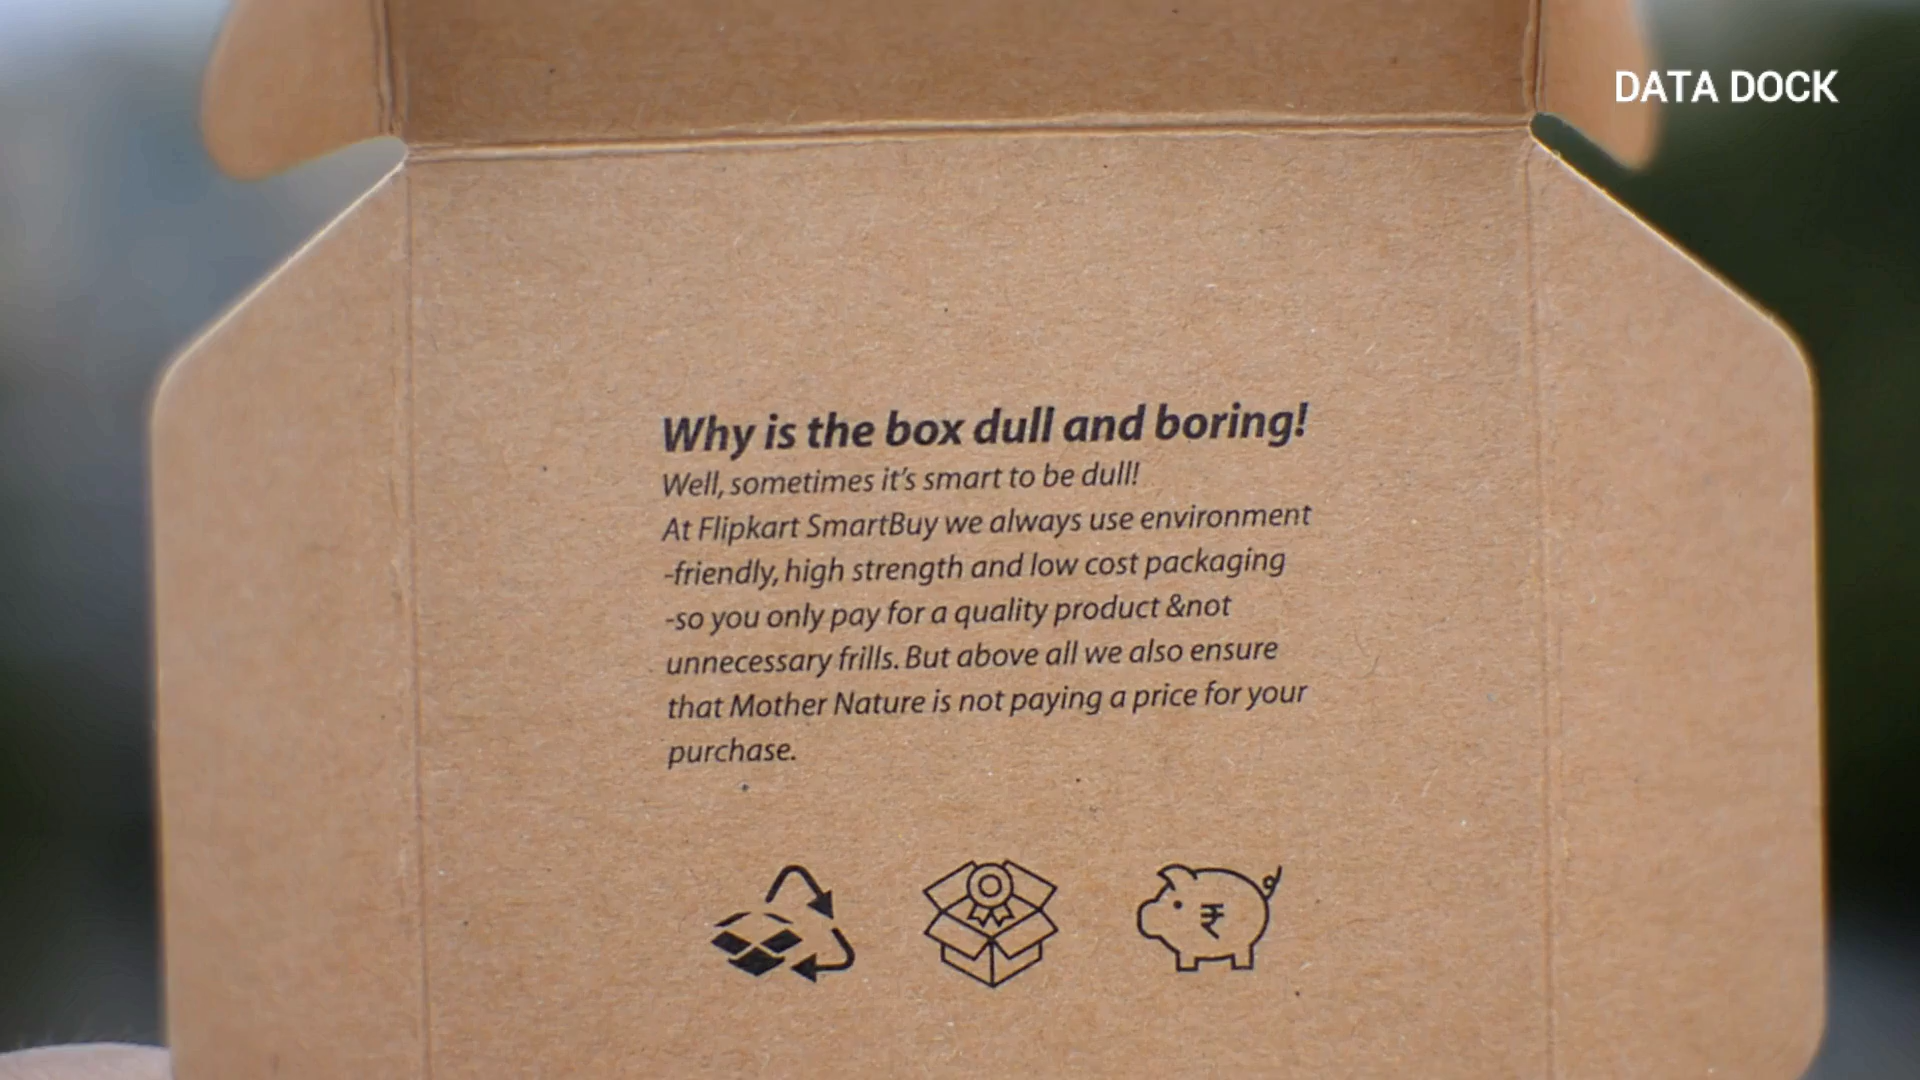 DATA DOCK
Why is the box dull and boring!
Well, sometimes it's smart to be dull!
At Flipkart SmartBuy we always use environment
-friendly, high strength and low cost packaging
-so you only pay for a quality product &not
unnecessary frills. But above all we also ensure
that Mother Nature is not paying a price for your
purchase.
₹